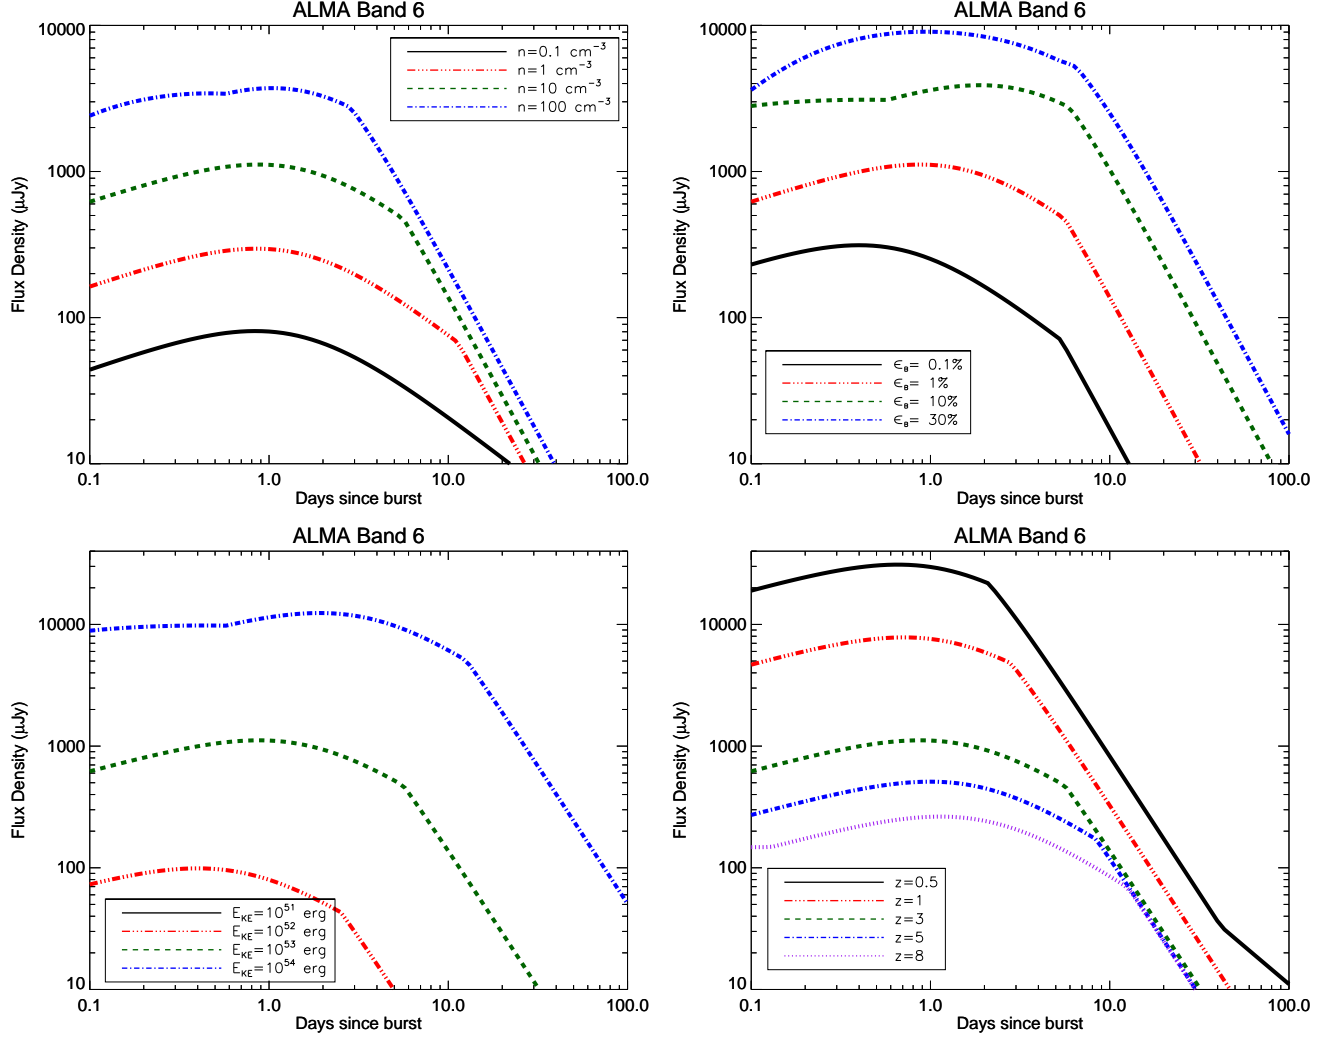 ALMA Band 6
Flux Density (μJy)
10000
1000
100
10
n=0.1 cm⁻³
n=1 cm⁻³
n=10 cm⁻³
n=100 cm⁻³
0.1 1.0 10.0 100.0
Days since burst
ALMA Band 6
Flux Density (μJy)
10000
1000
100
10
ϵ_B= 0.1%
ϵ_B= 1%
ϵ_B= 10%
ϵ_B= 30%
0.1 1.0 10.0 100.0
Days since burst
ALMA Band 6
Flux Density (μJy)
10000
1000
100
10
E_KE=10⁵¹ erg
E_KE=10⁵² erg
E_KE=10⁵³ erg
E_KE=10⁵⁴ erg
0.1 1.0 10.0 100.0
Days since burst
ALMA Band 6
Flux Density (μJy)
10000
1000
100
10
z=0.5
z=1
z=3
z=5
z=8
0.1 1.0 10.0 100.0
Days since burst